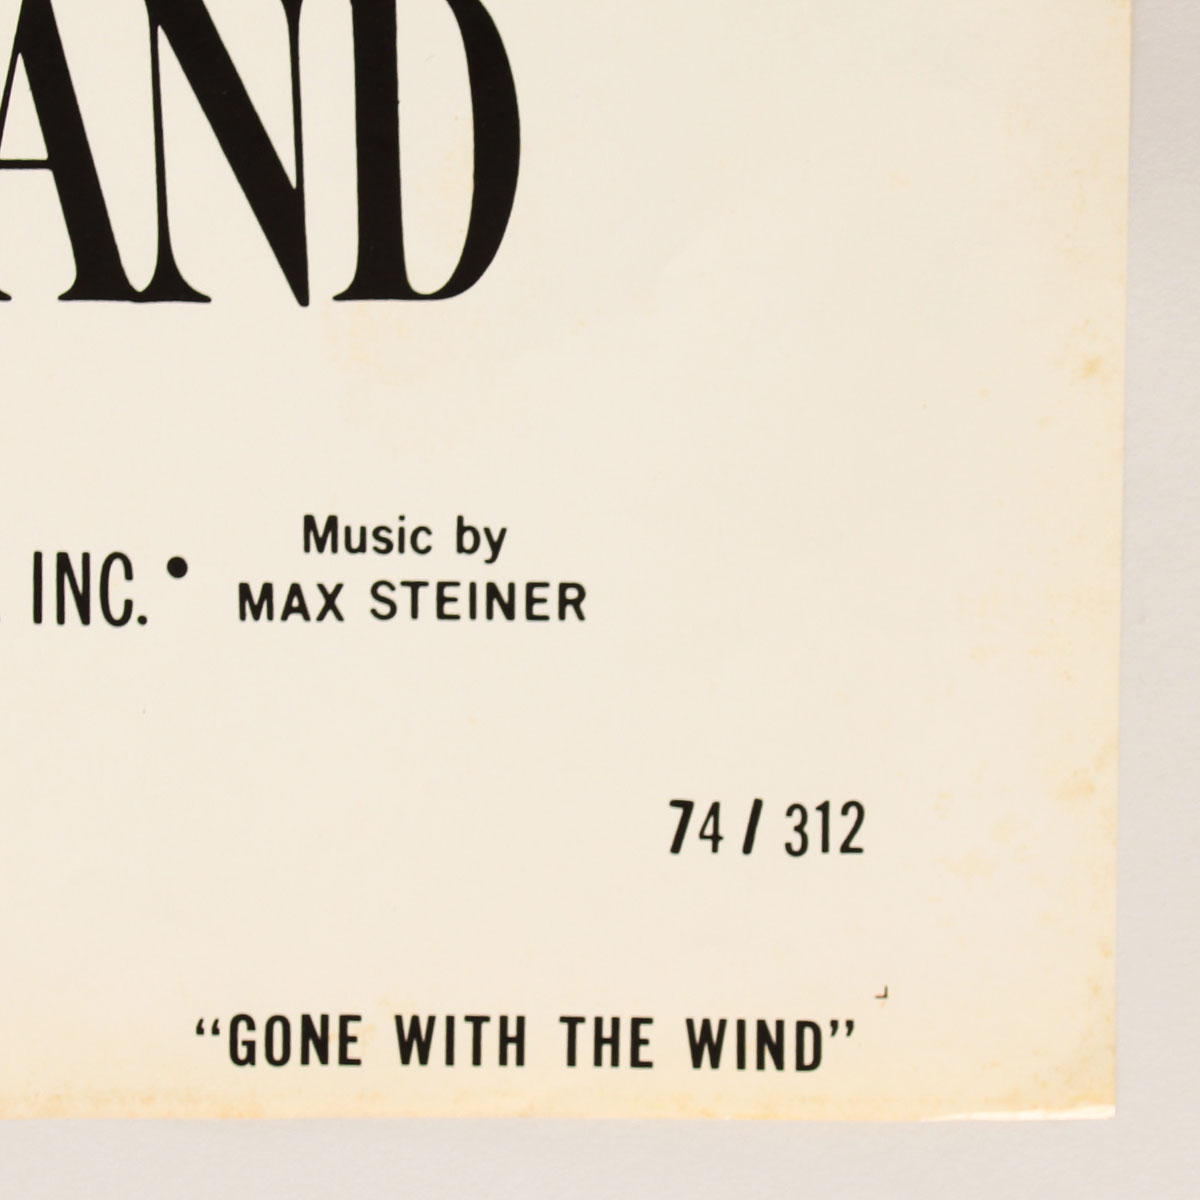 AND
INC. •
Music by
MAX STEINER
74 / 312
“GONE WITH THE WIND”